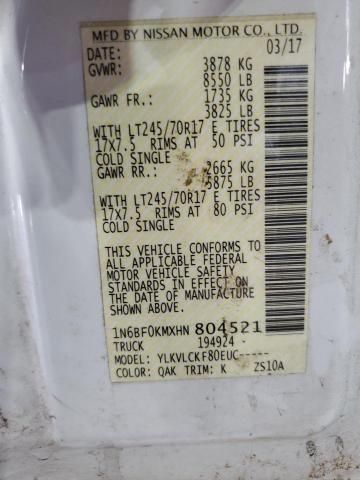 MFD BY NISSAN MOTOR CO., LTD.
DATE: 03/17
GVWR: 3878 KG
8550 LB
GAWR FR.: 1735 KG
3825 LB
WITH LT245/70R17 E TIRES
17X7.5 RIMS AT 50 PSI
COLD SINGLE
GAWR RR.: 2665 KG
5875 LB
WITH LT245/70R17 E TIRES
17X7.5 RIMS AT 80 PSI
COLD SINGLE
THIS VEHICLE CONFORMS TO
ALL APPLICABLE FEDERAL
MOTOR VEHICLE SAFETY
STANDARDS IN EFFECT ON
THE DATE OF MANUFACTURE
SHOWN ABOVE.
1N6BF0KMXHN 804521
TRUCK 194924 -
MODEL: YLKVLCKF80EUC-----
COLOR: QAK TRIM: K ZS10A